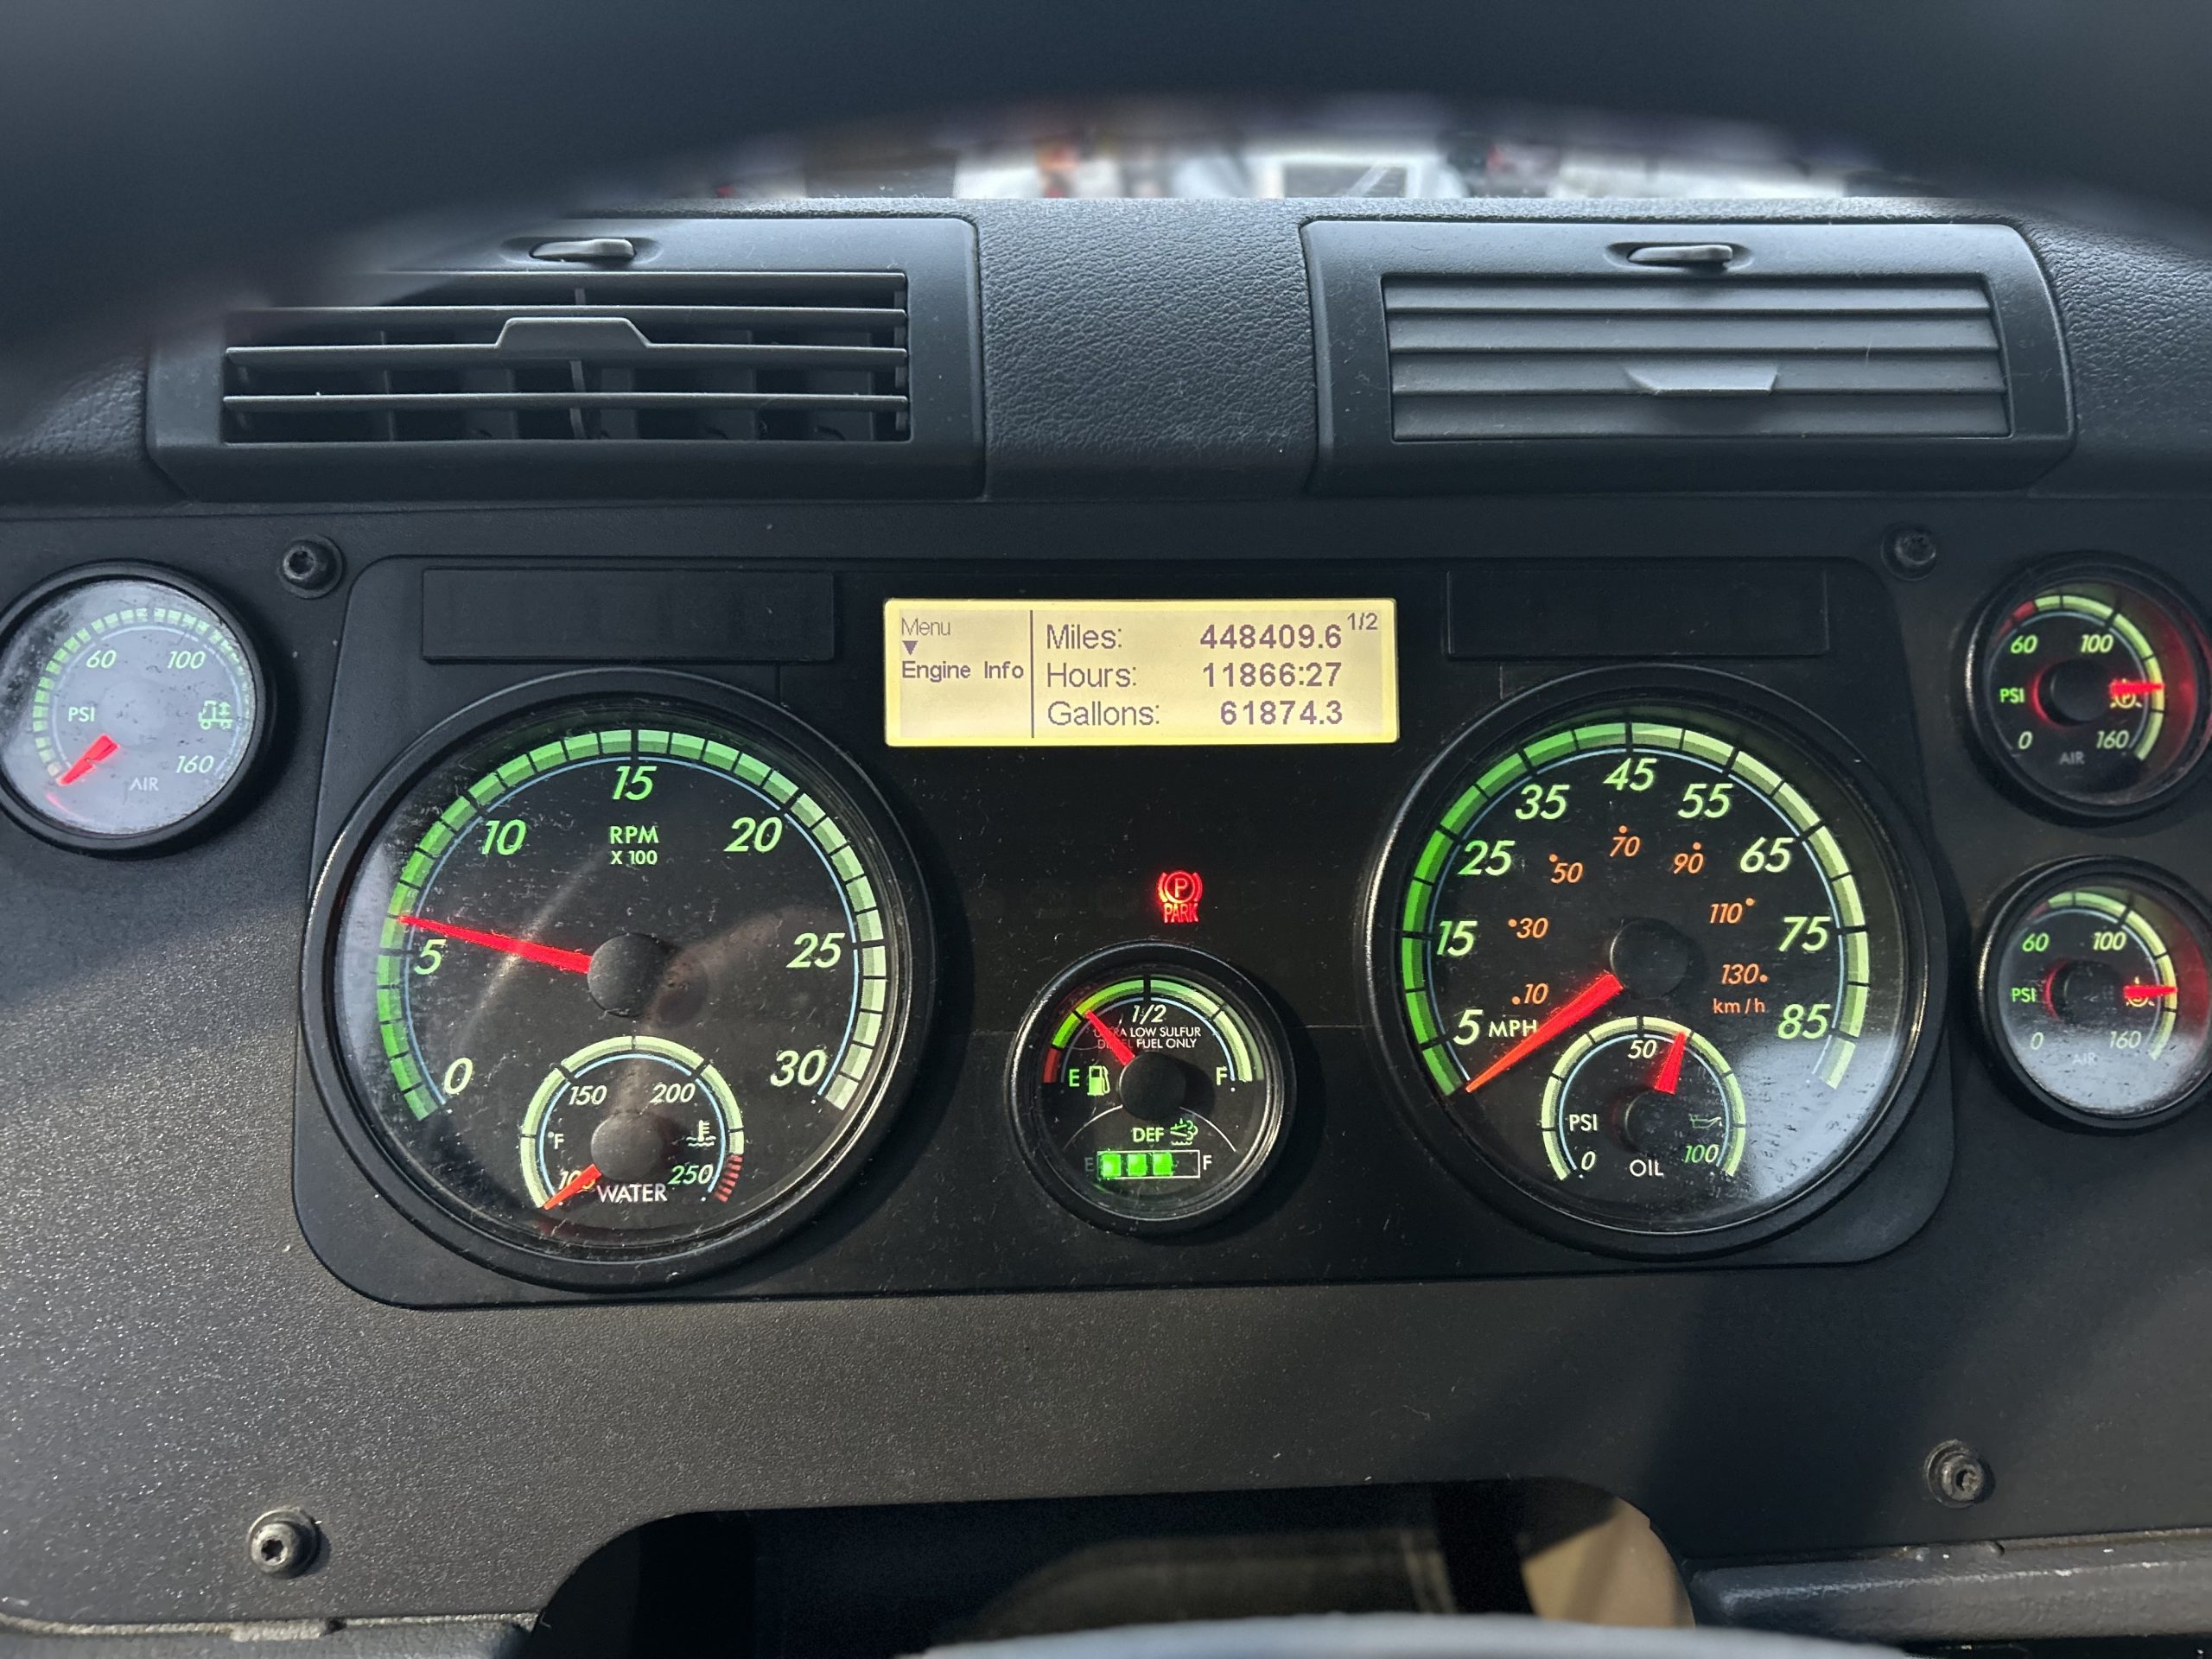 Menu
Engine Info
Miles: 448409.6 1/2
Hours: 11866:27
Gallons: 61874.3
60 100
PSI
160
AIR
15
10 20
RPM
X 100
5 25
0 30
150 200
°F
250
WATER
PARK
1/2
LOW SULFUR
FUEL ONLY
E F
DEF
E F
45
35 55
25 65
15 75
5 MPH 85
70
50 90
30 110
10 130
km/h
50
PSI
0 100
OIL
60 100
PSI
0 160
AIR
60 100
PSI
0 160
AIR